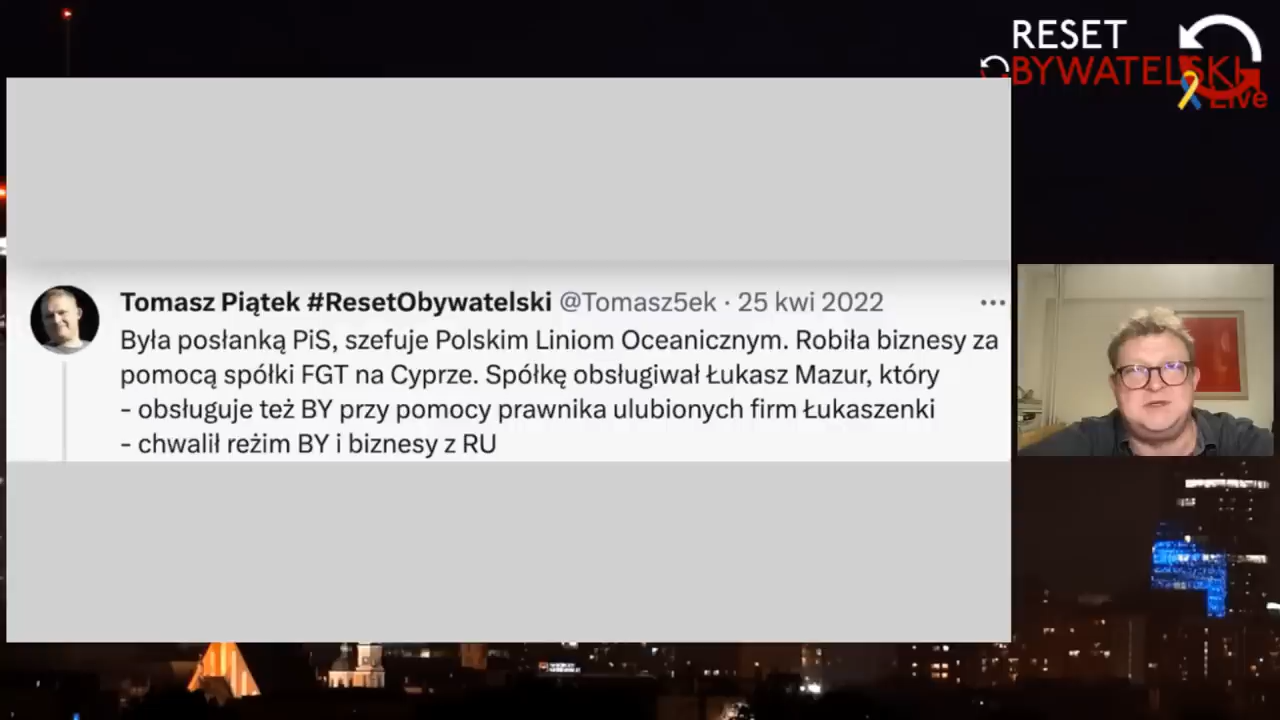 RESET
OBYWATELSKI
Live
Tomasz Piątek #ResetObywatelski @Tomasz5ek · 25 kwi 2022 ...
Była posłanką PiS, szefuje Polskim Liniom Oceanicznym. Robiła biznesy za
pomocą spółki FGT na Cyprze. Spółkę obsługiwał Łukasz Mazur, który
- obsługuje też BY przy pomocy prawnika ulubionych firm Łukaszenki
- chwalił reżim BY i biznesy z RU